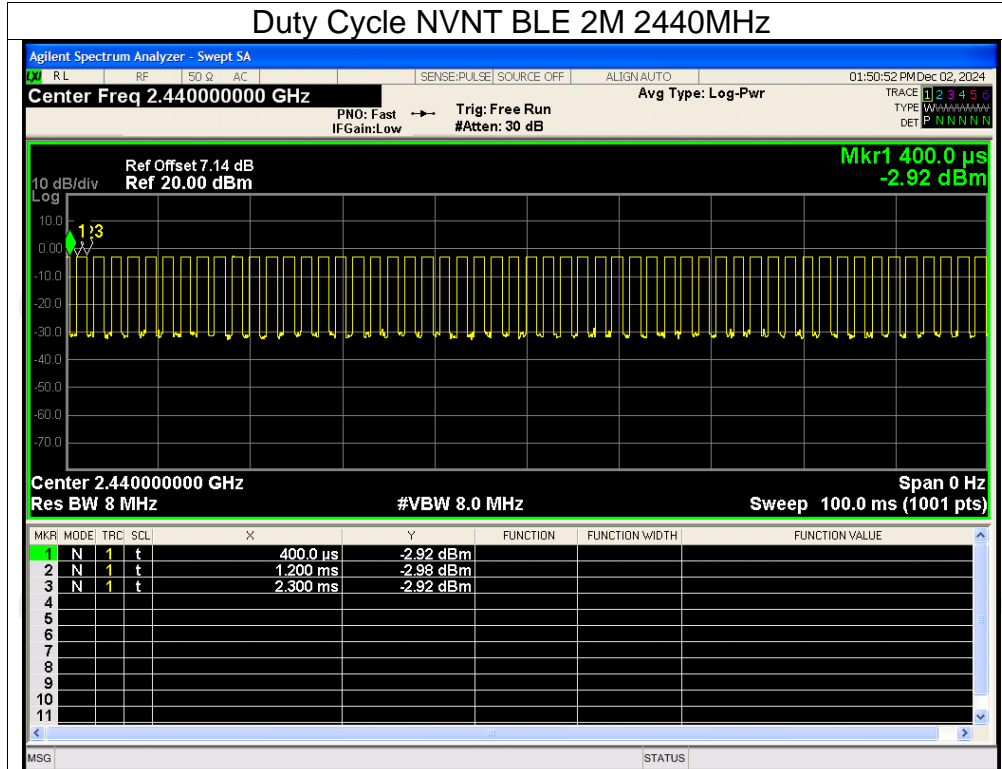 Duty Cycle NVNT BLE 2M 2440MHz
Agilent Spectrum Analyzer - Swept SA
LXI RL RF 50 Ω AC SENSE:PULSE SOURCE OFF ALIGN AUTO 01:50:52 PM Dec 02, 2024
Center Freq 2.440000000 GHz
PNO: Fast
IFGain:Low
Trig: Free Run
#Atten: 30 dB
Avg Type: Log-Pwr
TRACE 1 2 3 4 5 6
TYPE
DET P N N N N N
Mkr1 400.0 µs
-2.92 dBm
Ref Offset 7.14 dB
10 dB/div Ref 20.00 dBm
Log
10.0
0.00
-10.0
-20.0
-30.0
-40.0
-50.0
-60.0
-70.0
1 2 3
Center 2.440000000 GHz Span 0 Hz
Res BW 8 MHz #VBW 8.0 MHz Sweep 100.0 ms (1001 pts)
MKR MODE TRC SCL X Y FUNCTION FUNCTION WIDTH FUNCTION VALUE
1 N 1 t 400.0 µs -2.92 dBm
2 N 1 t 1.200 ms -2.98 dBm
3 N 1 t 2.300 ms -2.92 dBm
4
5
6
7
8
9
10
11
MSG STATUS